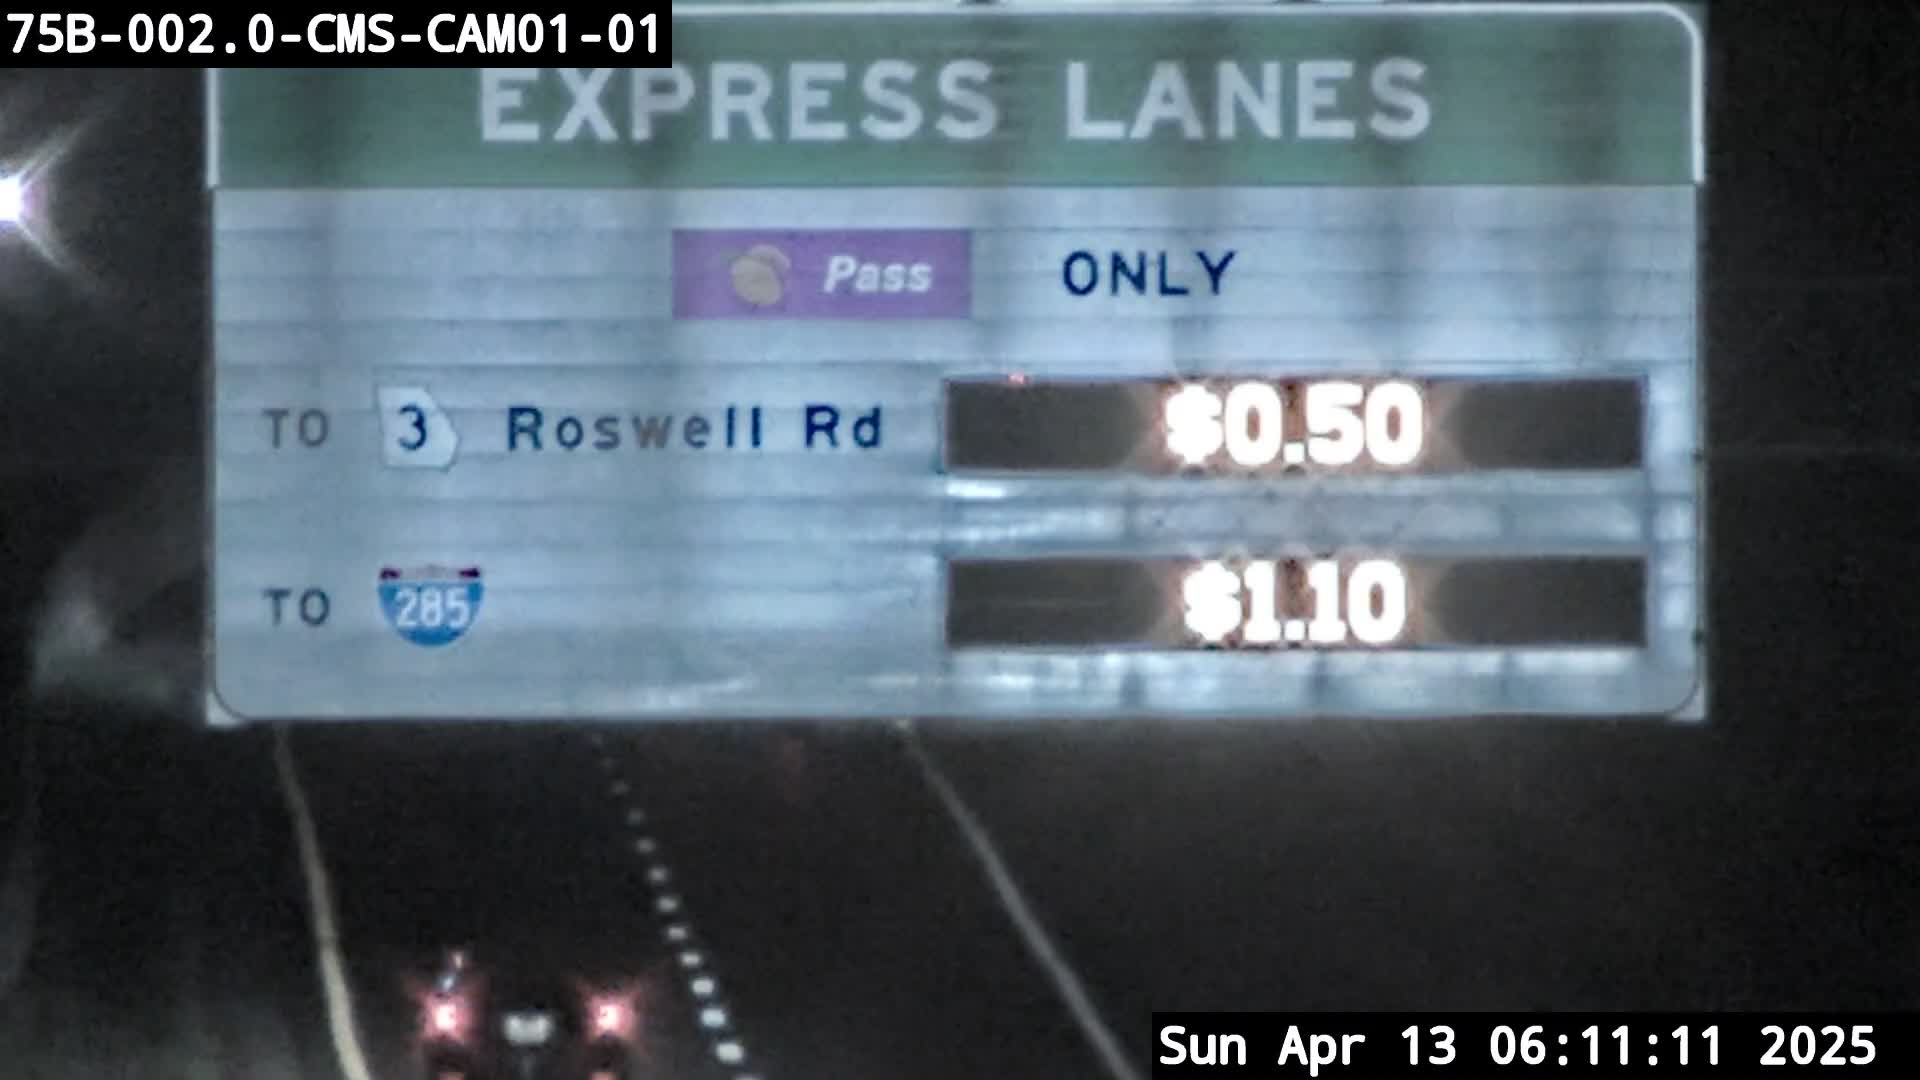 75B-002.0-CMS-CAM01-01
EXPRESS LANES
Pass ONLY
TO 3 Roswell Rd $0.50
TO 285 $1.10
Sun Apr 13 06:11:11 2025